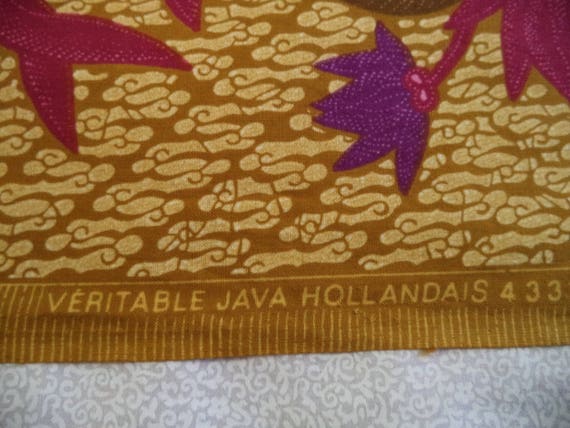 VÉRITABLE JAVA HOLLANDAIS 433